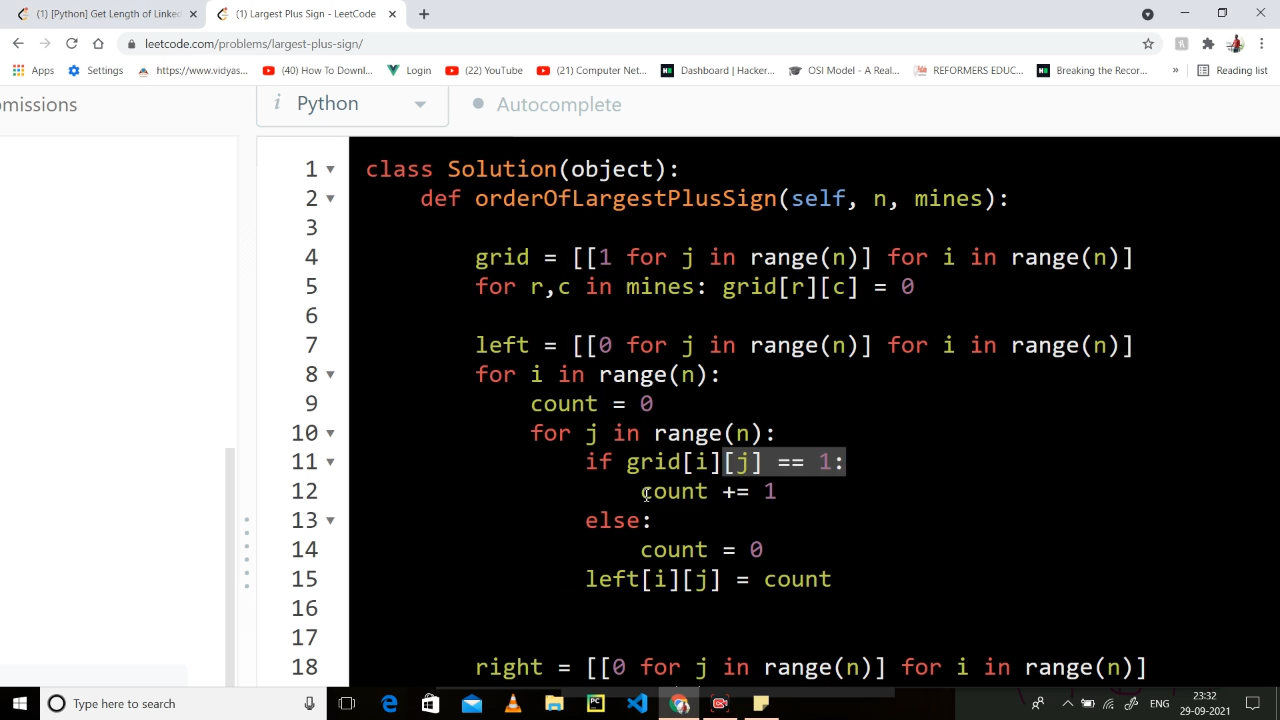 (1) [Python] Get Length of Linked
(1) Largest Plus Sign - LeetCode
leetcode.com/problems/largest-plus-sign/
Apps Settings https://www.vidyas... (40) How To Downl... Login (22) YouTube (21) Computer Net... Dashboard | Hacker... OSI Model - A Real... REFORMERS EDUC... Breaking the Recor... » Reading list
omissions
i Python Autocomplete
1 class Solution(object):
2 def orderOfLargestPlusSign(self, n, mines):
3
4 grid = [[1 for j in range(n)] for i in range(n)]
5 for r,c in mines: grid[r][c] = 0
6
7 left = [[0 for j in range(n)] for i in range(n)]
8 for i in range(n):
9 count = 0
10 for j in range(n):
11 if grid[i][j] == 1:
12 count += 1
13 else:
14 count = 0
15 left[i][j] = count
16
17
18 right = [[0 for j in range(n)] for i in range(n)]
Type here to search
ENG
23:32
29-09-2021